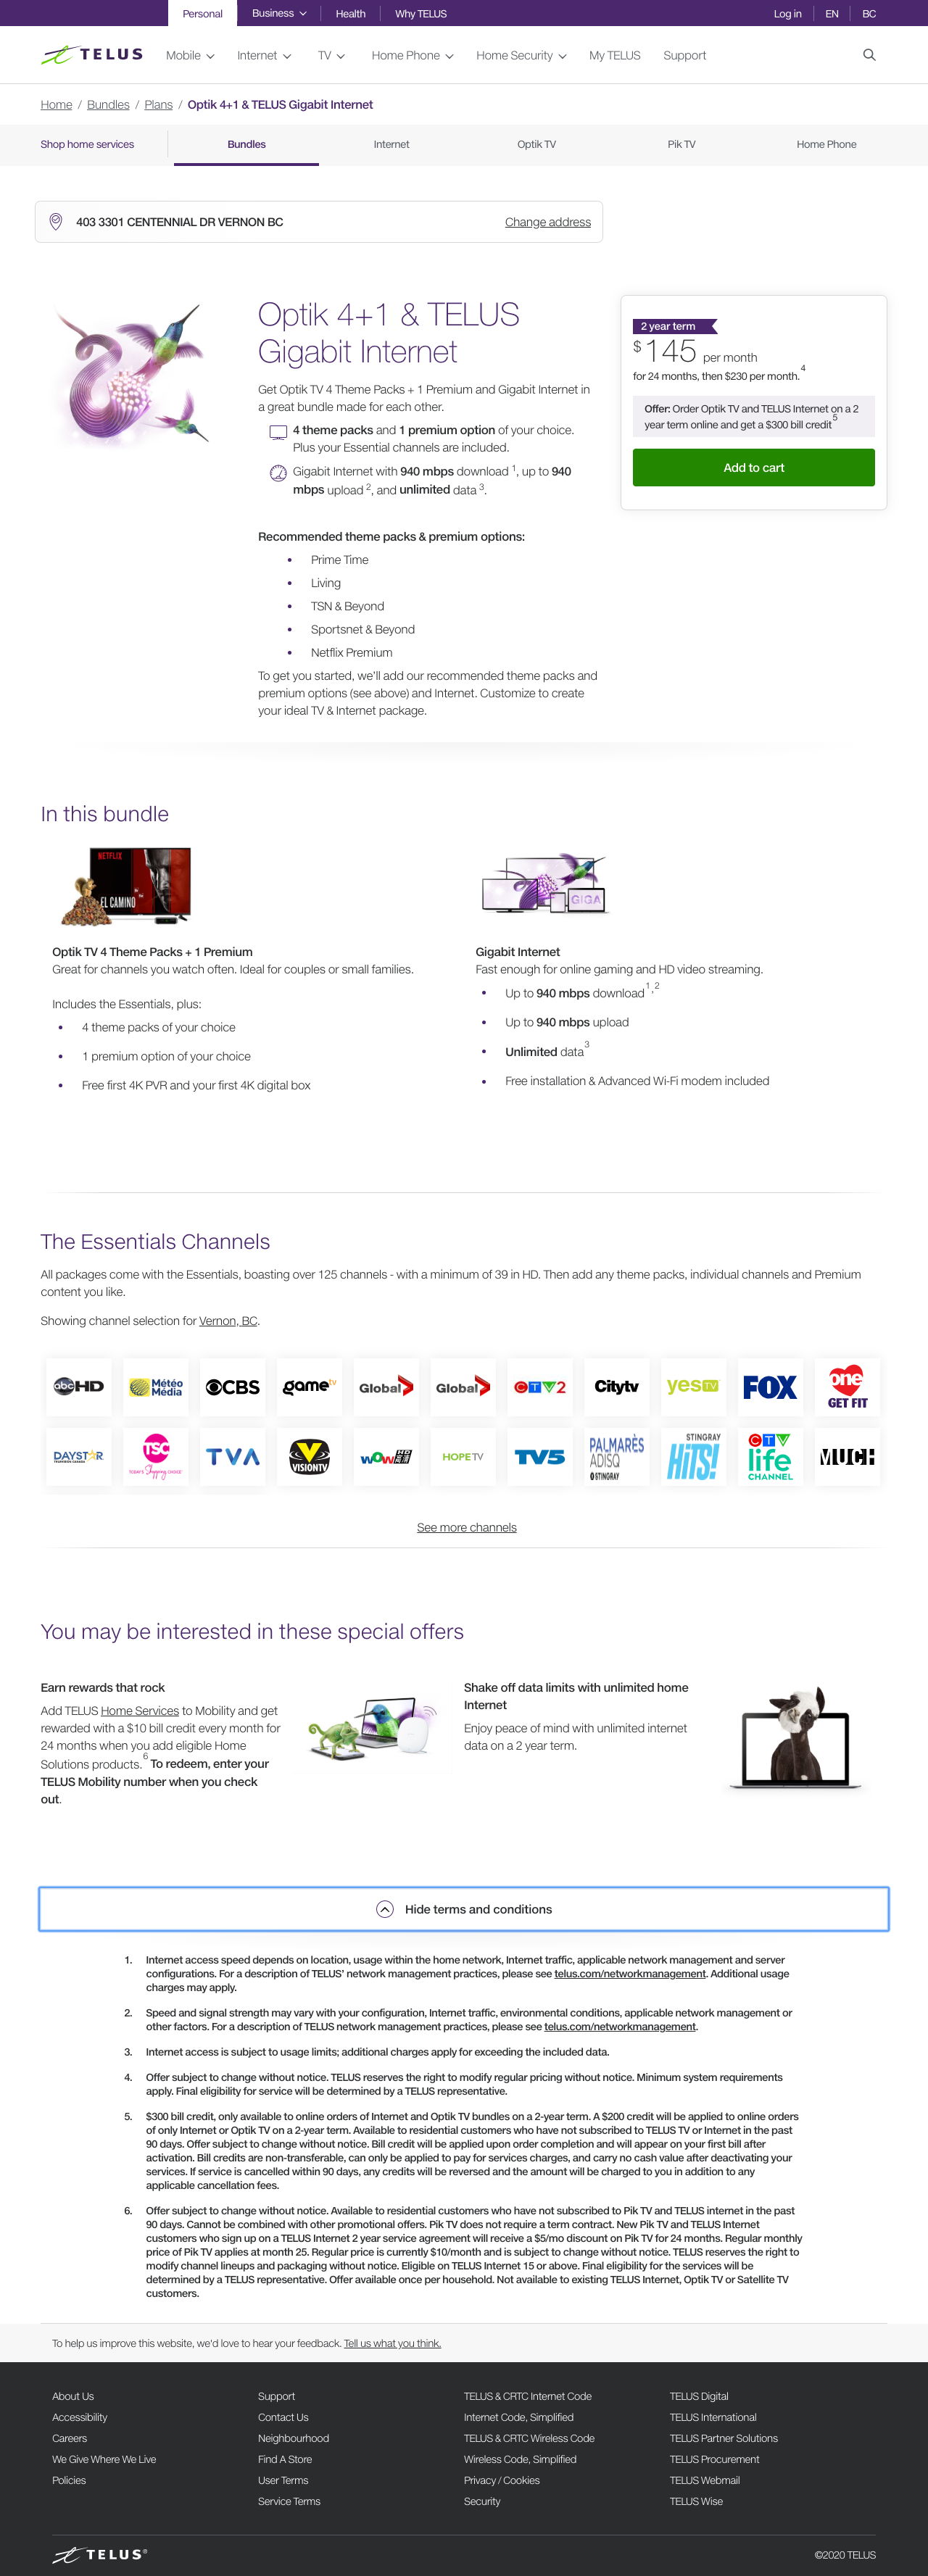 Personal Business Health Why TELUS Log in EN BC
TELUS Mobile Internet TV Home Phone Home Security My TELUS Support
Home / Bundles / Plans / Optik 4+1 & TELUS Gigabit Internet
Shop home services Bundles Internet Optik TV Pik TV Home Phone
403 3301 CENTENNIAL DR VERNON BC Change address
Optik 4+1 & TELUS
Gigabit Internet
Get Optik TV 4 Theme Packs + 1 Premium and Gigabit Internet in
a great bundle made for each other.
4 theme packs and 1 premium option of your choice.
Plus your Essential channels are included.
Gigabit Internet with 940 mbps download 1, up to 940
mbps upload 2, and unlimited data 3.
Recommended theme packs & premium options:
Prime Time
Living
TSN & Beyond
Sportsnet & Beyond
Netflix Premium
To get you started, we'll add our recommended theme packs and
premium options (see above) and Internet. Customize to create
your ideal TV & Internet package.
2 year term
$145 per month
for 24 months, then $230 per month.4
Offer: Order Optik TV and TELUS Internet on a 2
year term online and get a $300 bill credit5
Add to cart
In this bundle
NETFLIX
EL CAMINO
GIGA
Optik TV 4 Theme Packs + 1 Premium
Great for channels you watch often. Ideal for couples or small families.
Includes the Essentials, plus:
4 theme packs of your choice
1 premium option of your choice
Free first 4K PVR and your first 4K digital box
Gigabit Internet
Fast enough for online gaming and HD video streaming.
Up to 940 mbps download1,2
Up to 940 mbps upload
Unlimited data3
Free installation & Advanced Wi-Fi modem included
The Essentials Channels
All packages come with the Essentials, boasting over 125 channels - with a minimum of 39 in HD. Then add any theme packs, individual channels and Premium
content you like.
Showing channel selection for Vernon, BC.
abc HD Météo Média CBS gametv Global Global CTV2 Citytv yes TV FOX one GET FIT
DAYSTAR TSC TODAY'S Shopping CHOICE TVA VISIONTV wOwHD HOPETV TV5 PALMARÈS ADISQ STINGRAY STINGRAY HITS! CTV life CHANNEL MUCH
See more channels
You may be interested in these special offers
Earn rewards that rock
Add TELUS Home Services to Mobility and get
rewarded with a $10 bill credit every month for
24 months when you add eligible Home
Solutions products.6 To redeem, enter your
TELUS Mobility number when you check
out.
Shake off data limits with unlimited home
Internet
Enjoy peace of mind with unlimited internet
data on a 2 year term.
Hide terms and conditions
1. Internet access speed depends on location, usage within the home network, Internet traffic, applicable network management and server
configurations. For a description of TELUS' network management practices, please see telus.com/networkmanagement. Additional usage
charges may apply.
2. Speed and signal strength may vary with your configuration, Internet traffic, environmental conditions, applicable network management or
other factors. For a description of TELUS network management practices, please see telus.com/networkmanagement.
3. Internet access is subject to usage limits; additional charges apply for exceeding the included data.
4. Offer subject to change without notice. TELUS reserves the right to modify regular pricing without notice. Minimum system requirements
apply. Final eligibility for service will be determined by a TELUS representative.
5. $300 bill credit, only available to online orders of Internet and Optik TV bundles on a 2-year term. A $200 credit will be applied to online orders
of only Internet or Optik TV on a 2-year term. Available to residential customers who have not subscribed to TELUS TV or Internet in the past
90 days. Offer subject to change without notice. Bill credit will be applied upon order completion and will appear on your first bill after
activation. Bill credits are non-transferable, can only be applied to pay for services charges, and carry no cash value after deactivating your
services. If service is cancelled within 90 days, any credits will be reversed and the amount will be charged to you in addition to any
applicable cancellation fees.
6. Offer subject to change without notice. Available to residential customers who have not subscribed to Pik TV and TELUS internet in the past
90 days. Cannot be combined with other promotional offers. Pik TV does not require a term contract. New Pik TV and TELUS Internet
customers who sign up on a TELUS Internet 2 year service agreement will receive a $5/mo discount on Pik TV for 24 months. Regular monthly
price of Pik TV applies at month 25. Regular price is currently $10/month and is subject to change without notice. TELUS reserves the right to
modify channel lineups and packaging without notice. Eligible on TELUS Internet 15 or above. Final eligibility for the services will be
determined by a TELUS representative. Offer available once per household. Not available to existing TELUS Internet, Optik TV or Satellite TV
customers.
To help us improve this website, we'd love to hear your feedback. Tell us what you think.
About Us
Accessibility
Careers
We Give Where We Live
Policies
Support
Contact Us
Neighbourhood
Find A Store
User Terms
Service Terms
TELUS & CRTC Internet Code
Internet Code, Simplified
TELUS & CRTC Wireless Code
Wireless Code, Simplified
Privacy / Cookies
Security
TELUS Digital
TELUS International
TELUS Partner Solutions
TELUS Procurement
TELUS Webmail
TELUS Wise
TELUS® ©2020 TELUS